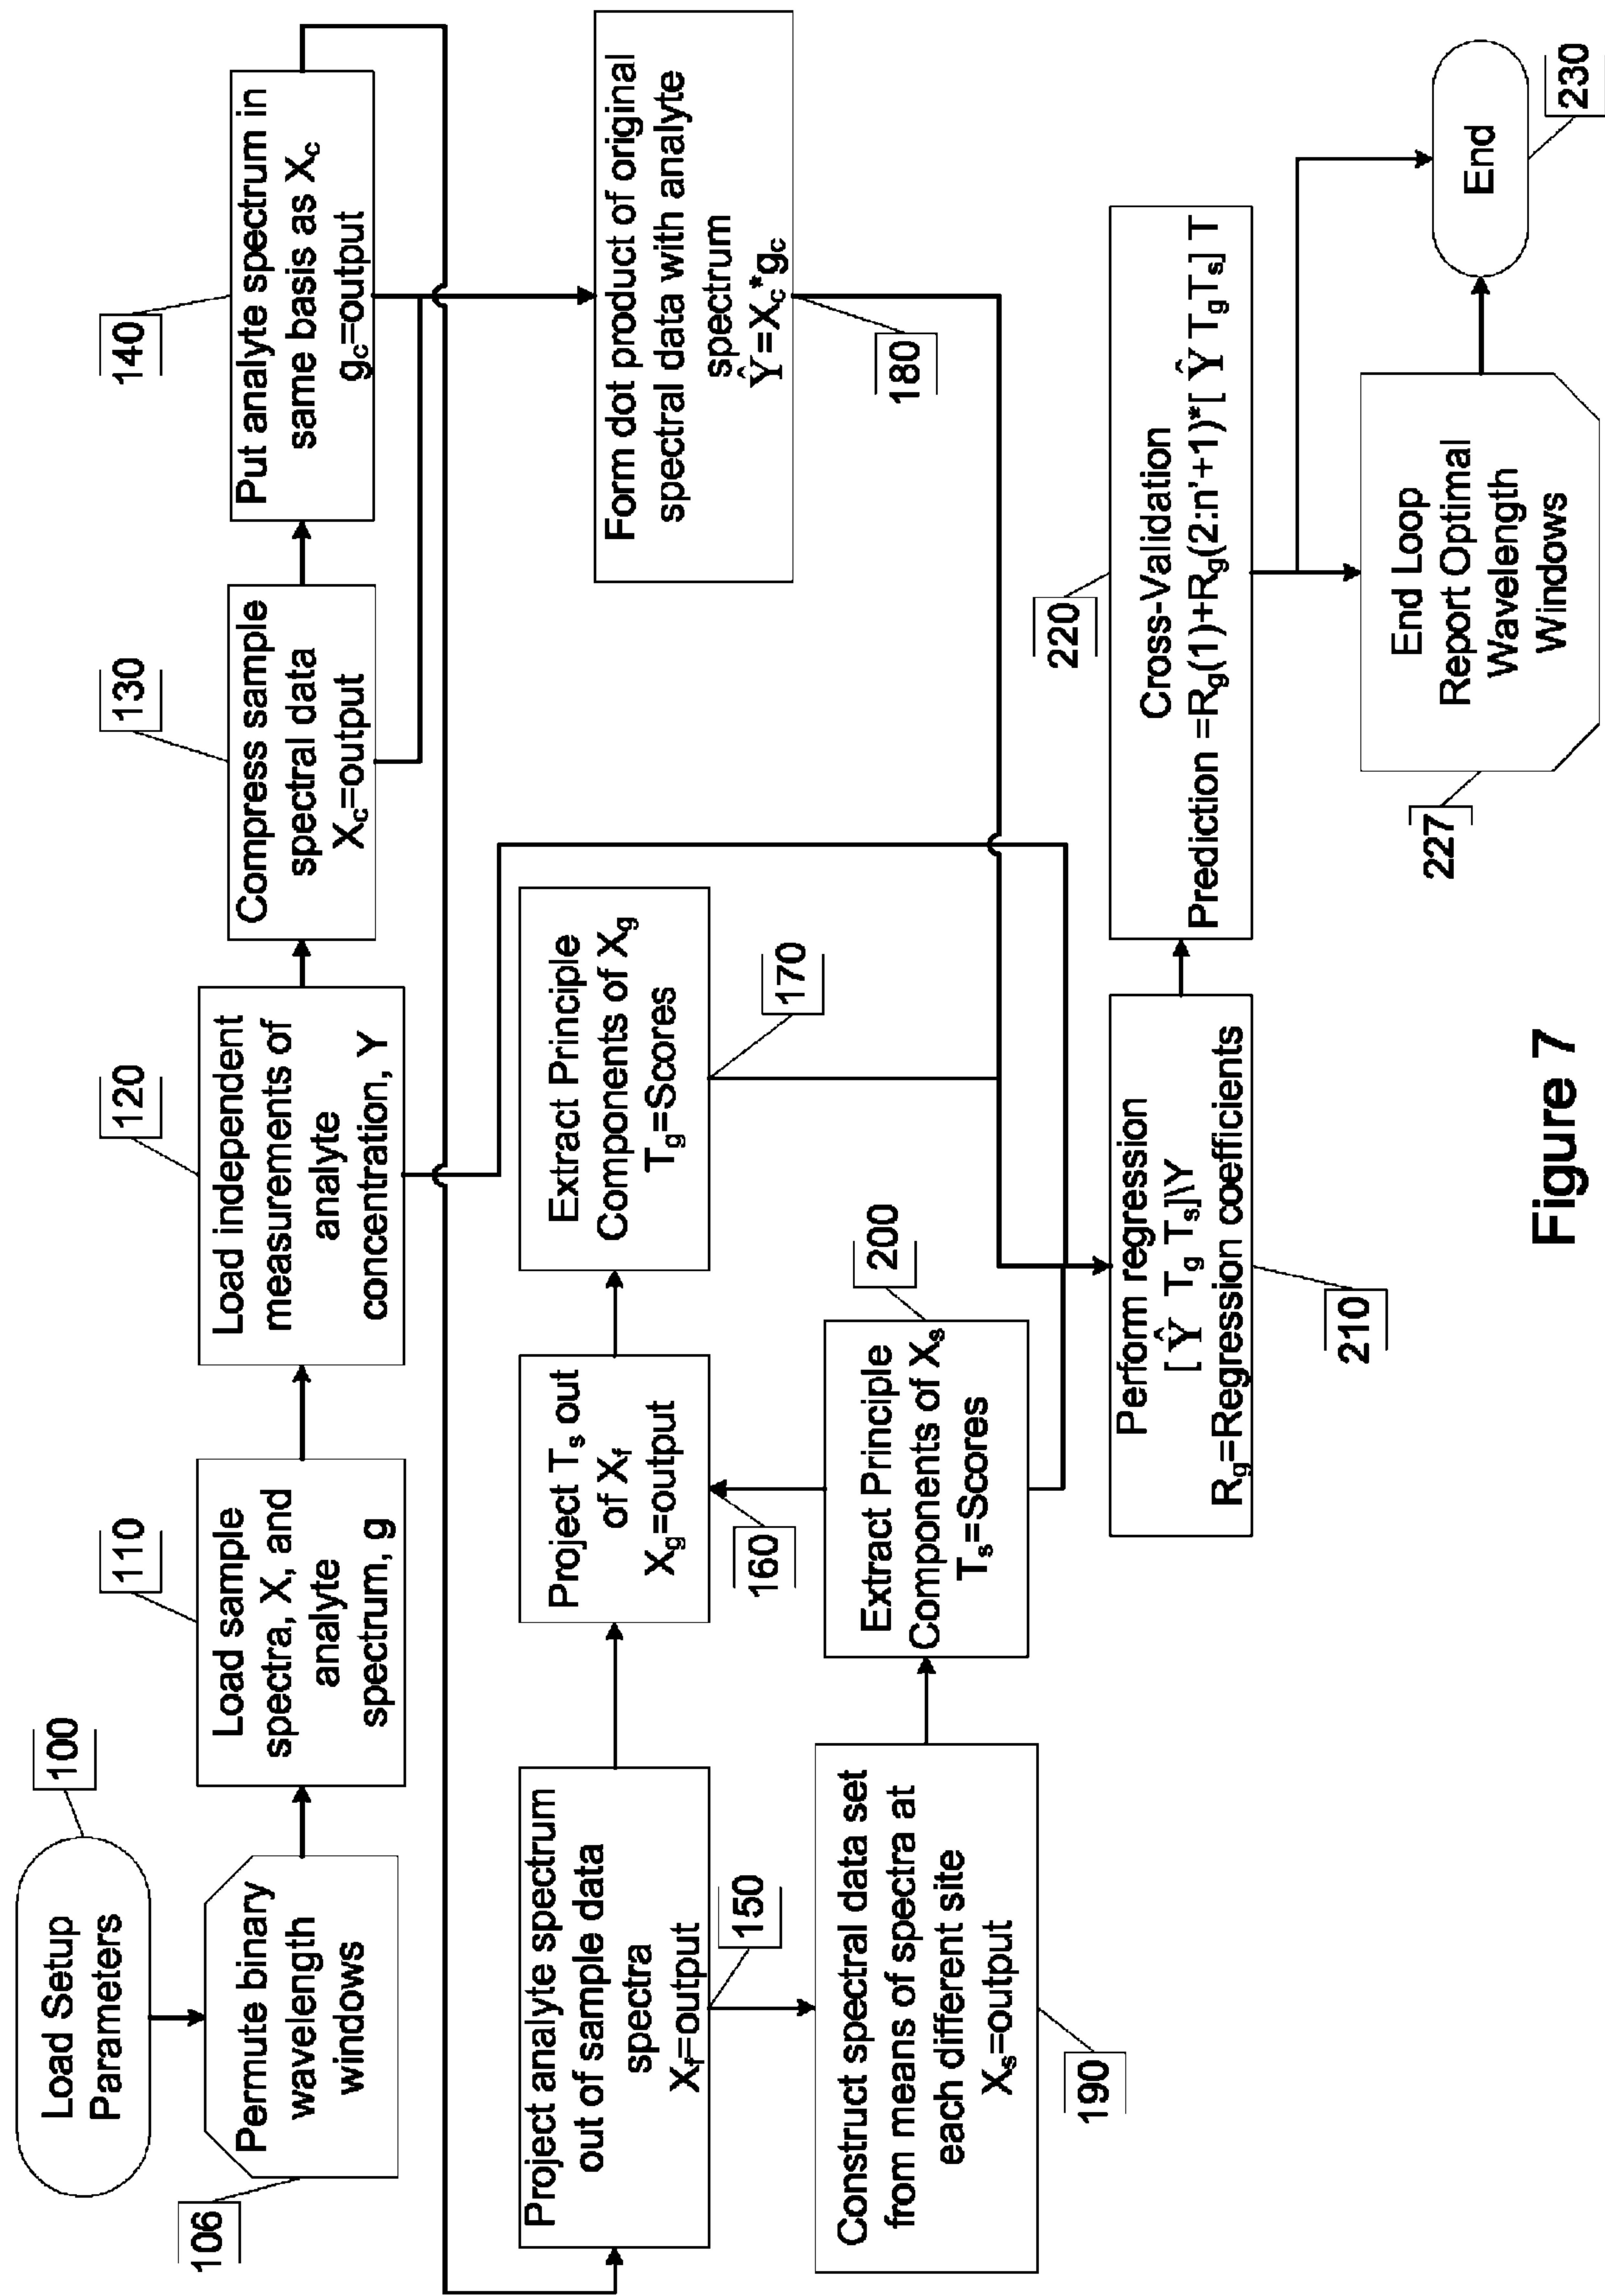 100
Load Setup
Parameters
106
Permute binary
wavelength
windows
110
Load sample
spectra, X, and
analyte
spectrum, g
120
Load independent
measurements of
analyte
concentration, Y
130
Compress sample
spectral data
X_c=output
140
Put analyte spectrum in
same basis as X_c
g_c=output
Project analyte spectrum
out of sample data
spectra
X_f=output
150
Project T_s out
of X_f
X_g=output
160
Extract Principle
Components of X_g
T_g=Scores
170
Form dot product of original
spectral data with analyte
spectrum
Ŷ=X_c*g_c
180
Construct spectral data set
from means of spectra at
each different site
X_s=output
190
200
Extract Principle
Components of X_s
T_s=Scores
Perform regression
[ Ŷ T_g T_s]\Y
R_g=Regression coefficients
210
220
Cross-Validation
Prediction =R_g(1)+R_g(2:n'+1)*[ Ŷ T_g T_s] T
227
End Loop
Report Optimal
Wavelength
Windows
End
230
Figure 7